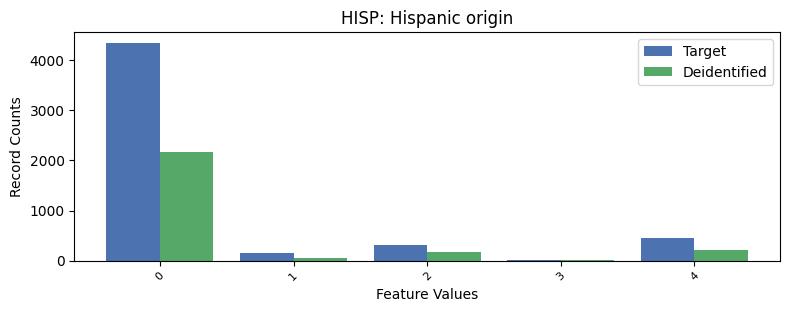 HISP: Hispanic origin
Target
Deidentified
Record Counts
4000
3000
2000
1000
0
0 1 2 3 4
Feature Values